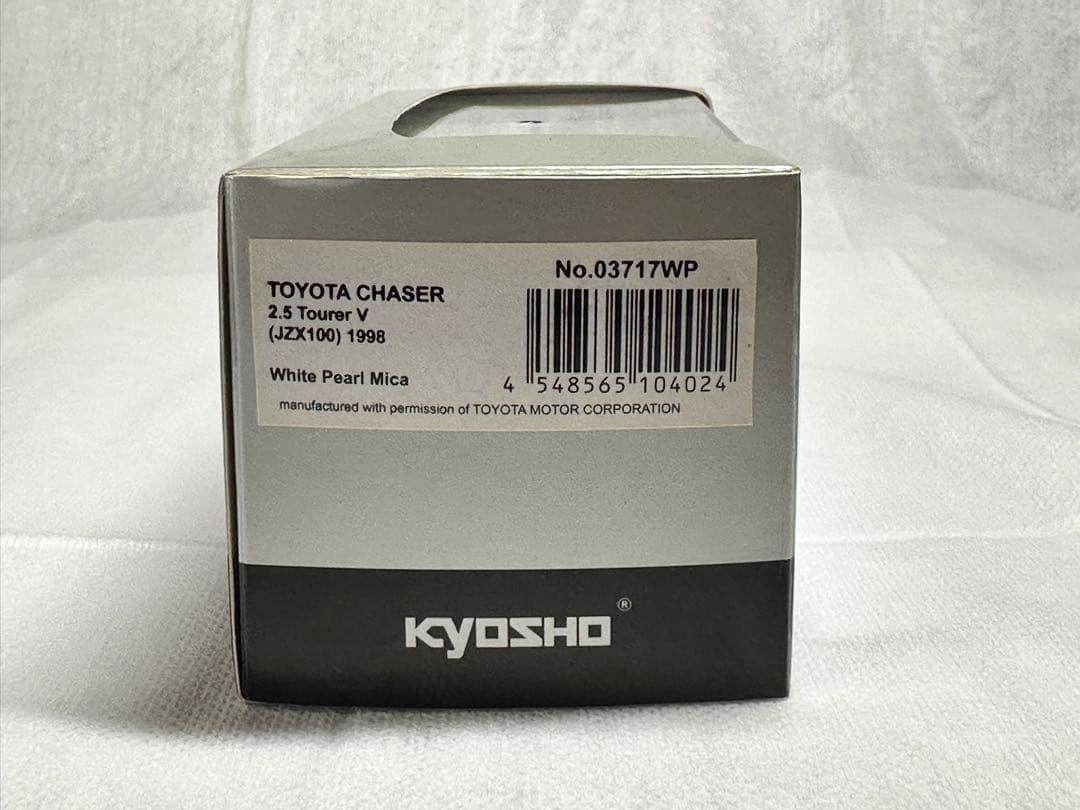 No.03717WP
TOYOTA CHASER
2.5 Tourer V
(JZX100) 1998
White Pearl Mica
4 548565 104024
manufactured with permission of TOYOTA MOTOR CORPORATION
KYOSHO ®